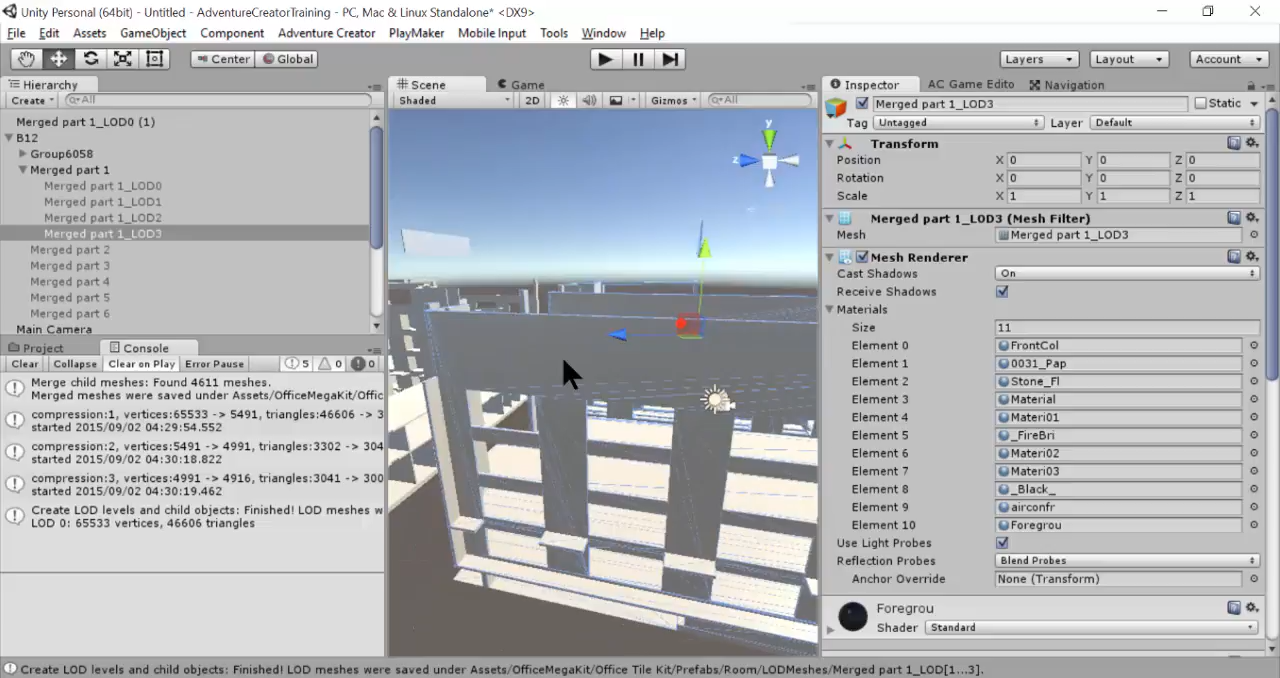 Unity Personal (64bit) - Untitled - AdventureCreatorTraining - PC, Mac & Linux Standalone* <DX9>
File Edit Assets GameObject Component Adventure Creator PlayMaker Mobile Input Tools Window Help
Center Global Layers Layout Account
Hierarchy
Create All
Merged part 1_LOD0 (1)
B12
Group6058
Merged part 1
Merged part 1_LOD0
Merged part 1_LOD1
Merged part 1_LOD2
Merged part 1_LOD3
Merged part 2
Merged part 3
Merged part 4
Merged part 5
Merged part 6
Main Camera
Project Console
Clear Collapse Clear on Play Error Pause 5 0 0
Merge child meshes: Found 4611 meshes.
Merged meshes were saved under Assets/OfficeMegaKit/Offic
compression:1, vertices:65533 -> 5491, triangles:46606 -> 3
started 2015/09/02 04:29:54.552
compression:2, vertices:5491 -> 4991, triangles:3302 -> 304
started 2015/09/02 04:30:18.822
compression:3, vertices:4991 -> 4916, triangles:3041 -> 300
started 2015/09/02 04:30:19.462
Create LOD levels and child objects: Finished! LOD meshes w
LOD 0: 65533 vertices, 46606 triangles
Scene Game
Shaded 2D Gizmos All
y
z
Inspector AC Game Edito Navigation
Merged part 1_LOD3 Static
Tag Untagged Layer Default
Transform
Position X 0 Y 0 Z 0
Rotation X 0 Y 0 Z 0
Scale X 1 Y 1 Z 1
Merged part 1_LOD3 (Mesh Filter)
Mesh Merged part 1_LOD3
Mesh Renderer
Cast Shadows On
Receive Shadows
Materials
Size 11
Element 0 FrontCol
Element 1 0031_Pap
Element 2 Stone_Fl
Element 3 Material
Element 4 Materi01
Element 5 _FireBri
Element 6 Materi02
Element 7 Materi03
Element 8 _Black_
Element 9 airconfr
Element 10 Foregrou
Use Light Probes
Reflection Probes Blend Probes
Anchor Override None (Transform)
Foregrou
Shader Standard
Create LOD levels and child objects: Finished! LOD meshes were saved under Assets/OfficeMegaKit/Office Tile Kit/Prefabs/Room/LODMeshes/Merged part 1_LOD[1...3].